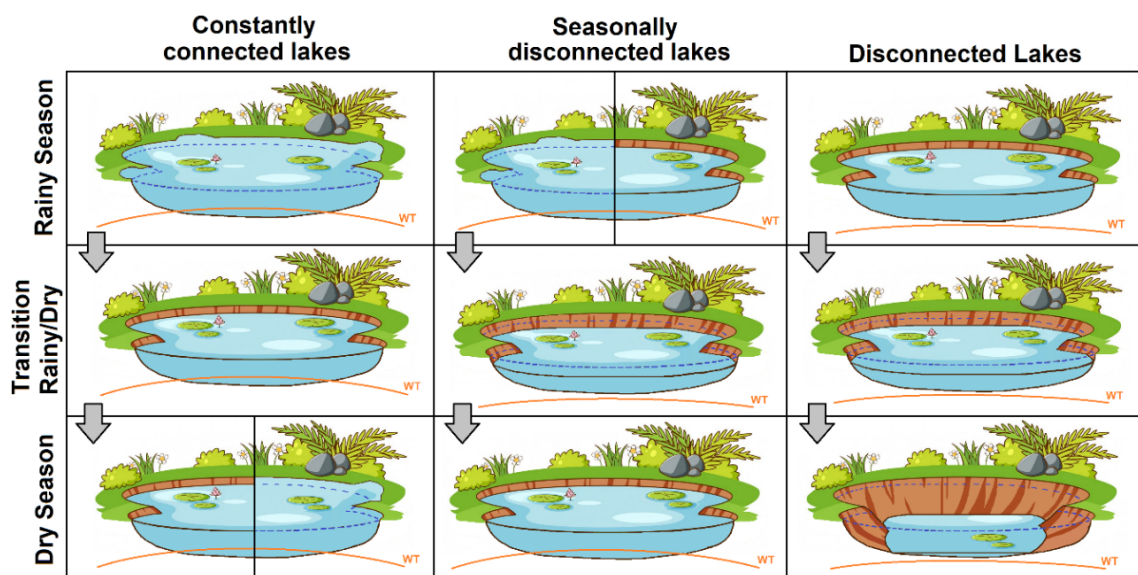 Constantly
connected lakes
Seasonally
disconnected lakes
Disconnected Lakes
Rainy Season
WT
WT
WT
Transition
Rainy/Dry
WT
WT
WT
Dry Season
WT
WT
WT